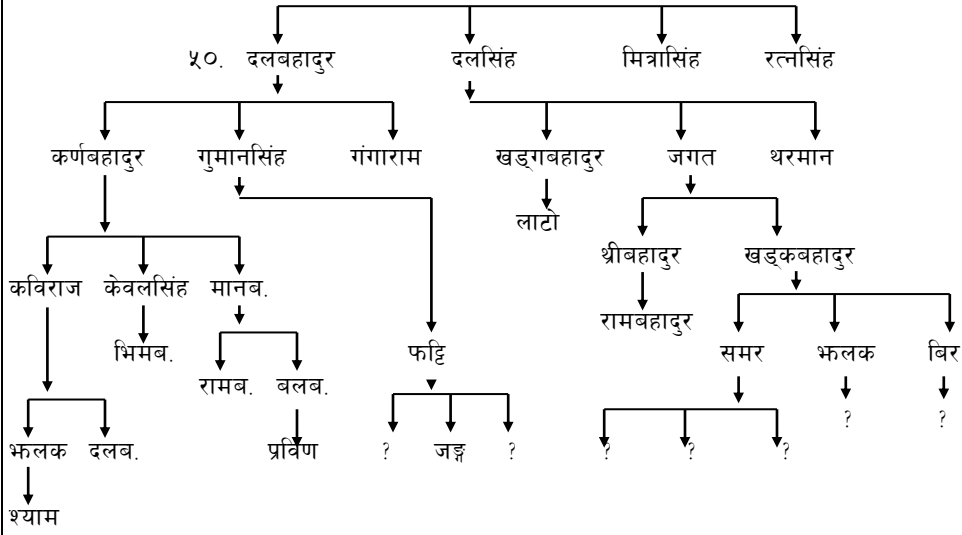 ५०. दलबहादुर दलसिंह मित्रासिंह रत्नसिंह
कर्णबहादुर गुमानसिंह गंगाराम खड्गबहादुर जगत थरमान
लाटो
थ्रीबहादुर खड्कबहादुर
कविराज केवलसिंह मानब.
रामबहादुर
भिमब. फट्टि समर झलक बिर
रामब. बलब.
? ?
झलक दलब. प्रविण ? जङ्ग ? ? ? ?
श्याम